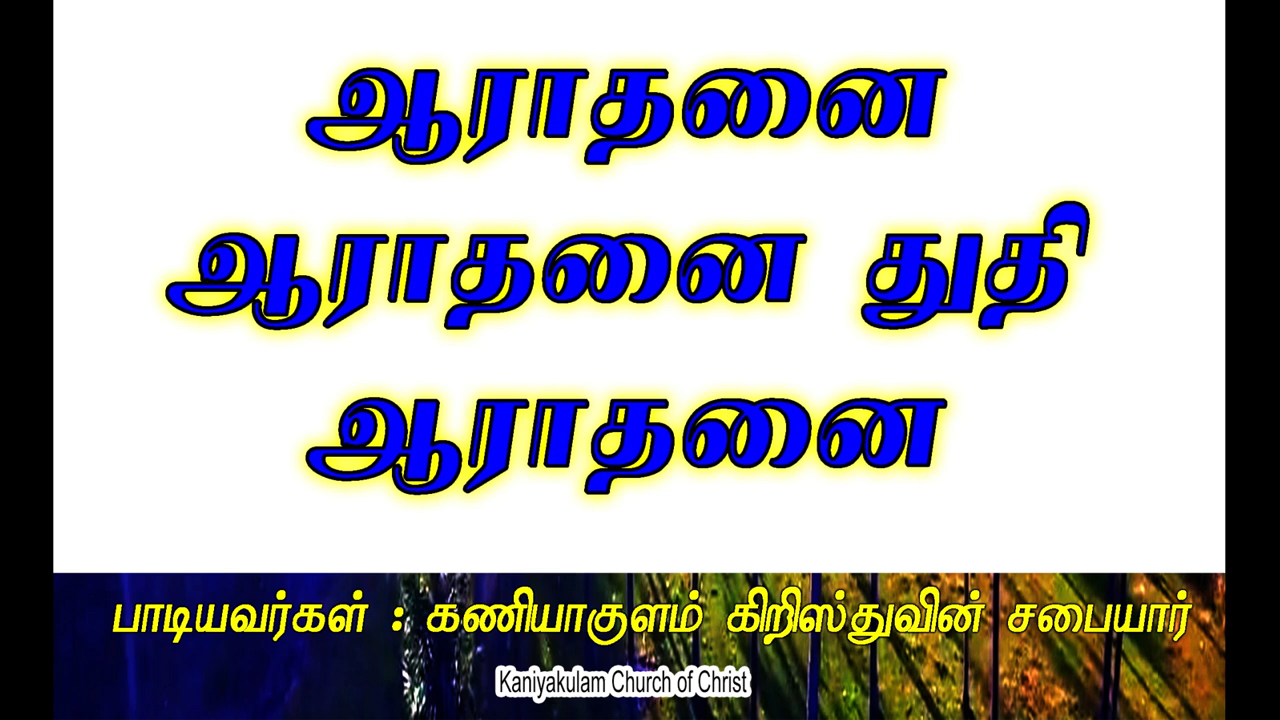 ஆராதனை
ஆராதனை துதி
ஆராதனை
பாடியவர்கள் : கணியாகுளம் கிறிஸ்துவின் சபையார்
Kaniyakulam Church of Christ